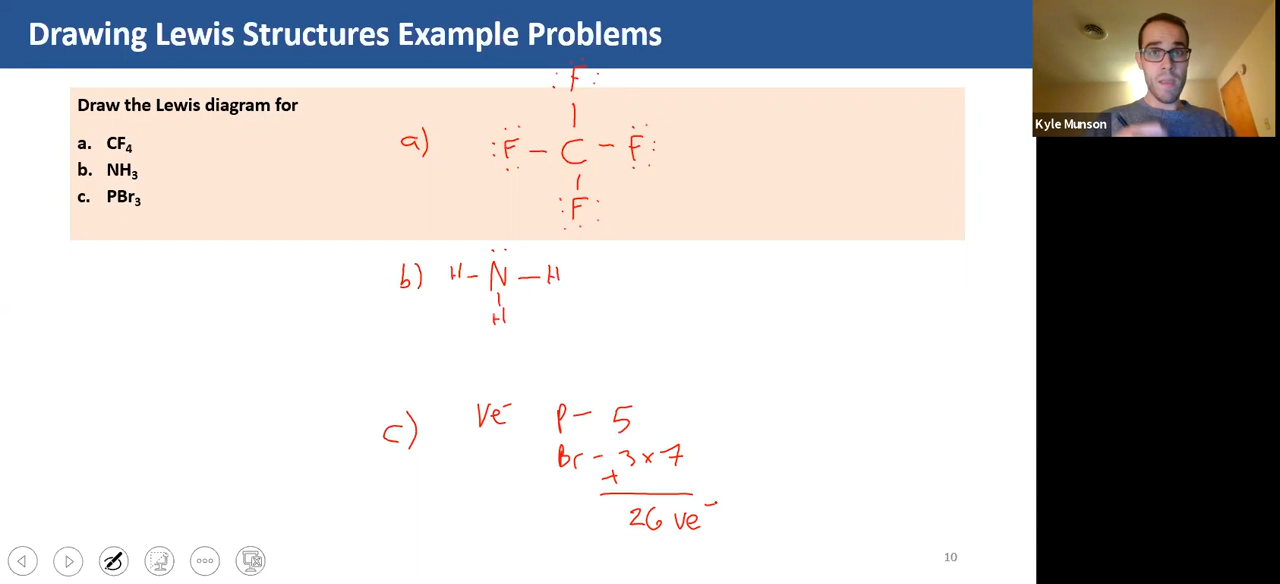 Drawing Lewis Structures Example Problems
Kyle Munson
Draw the Lewis diagram for
a. CF₄
b. NH₃
c. PBr₃
:F:
a) :F – C – F:
:F:
b) H – N – H
H
c) Ve⁻ P – 5
Br – 3 x 7
+
26 ve⁻
10